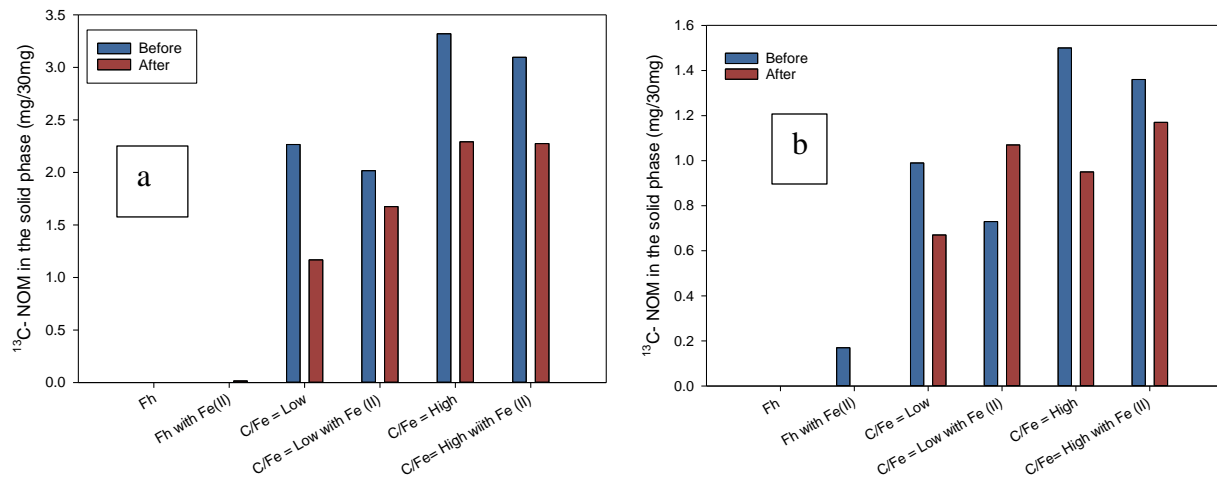 ¹³C- NOM in the solid phase (mg/30mg)
3.5
3.0
2.5
2.0
1.5
1.0
0.5
0.0
Before
After
a
Fh
Fh with Fe(II)
C/Fe = Low
C/Fe = Low with Fe (II)
C/Fe = High
C/Fe= High wiith Fe (II)
¹³C- NOM in the solid phase (mg/30mg)
1.6
1.4
1.2
1.0
0.8
0.6
0.4
0.2
0.0
Before
After
b
Fh
Fh with Fe(II)
C/Fe = Low
C/Fe = Low with Fe (II)
C/Fe = High
C/Fe= High with Fe (II)